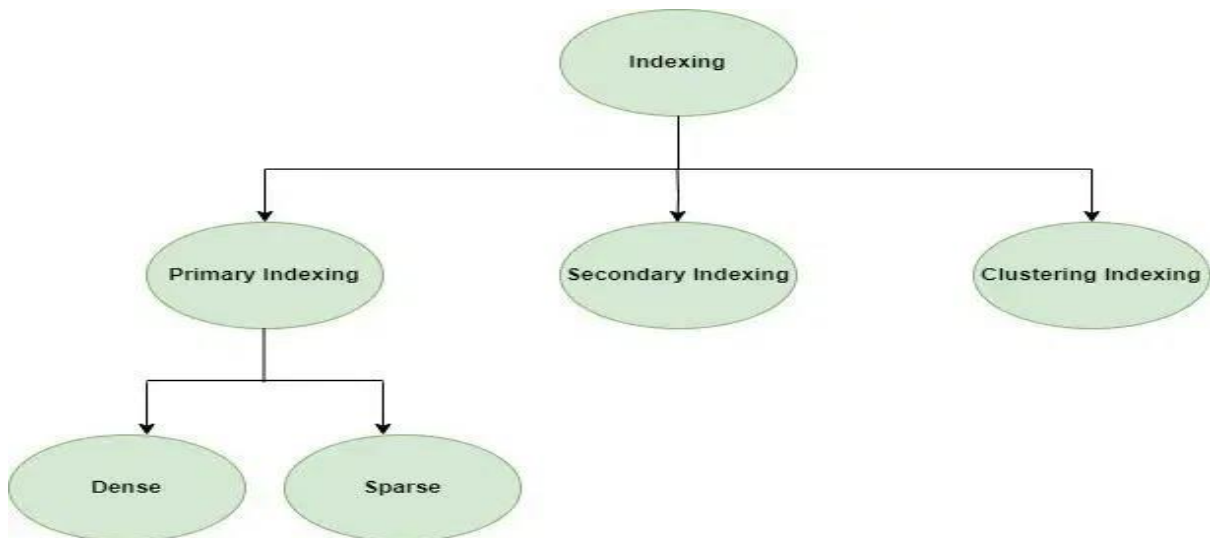 Indexing
Primary Indexing
Secondary Indexing
Clustering Indexing
Dense
Sparse